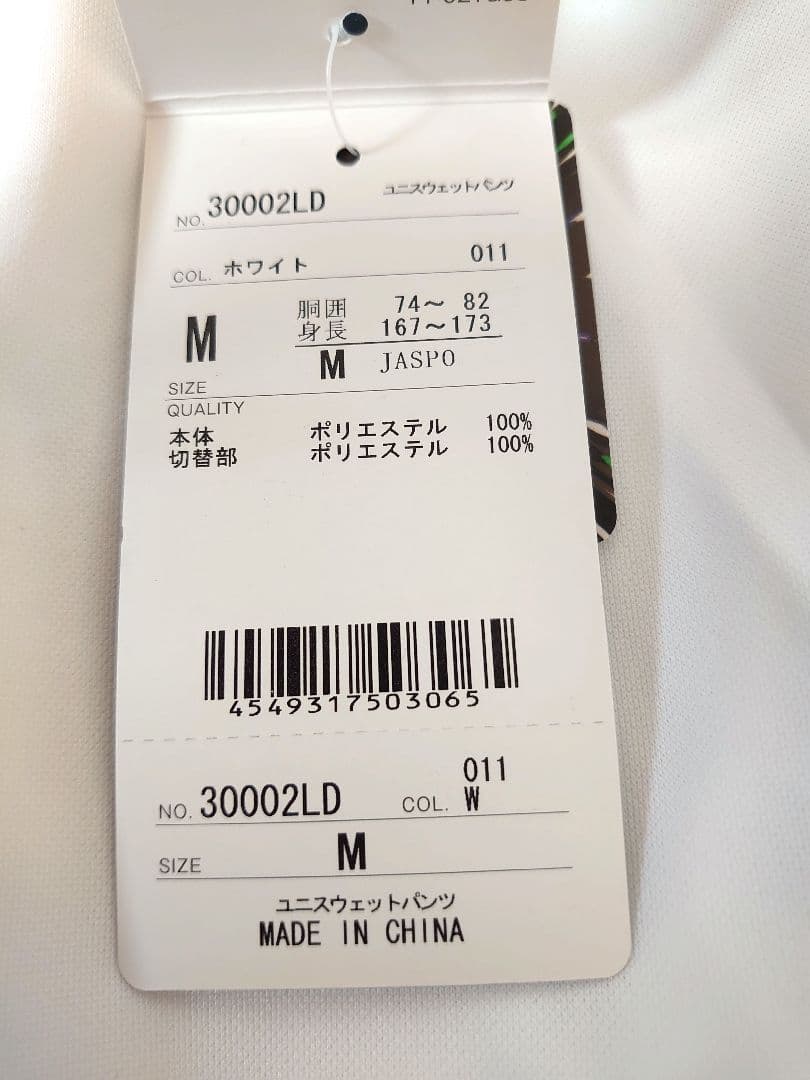 NO. 30002LD ユニスウェットパンツ
COL. ホワイト 011
M 胴囲 74～ 82
身長 167～173
M JASPO
SIZE
QUALITY
本体 ポリエステル 100%
切替部 ポリエステル 100%
4549317503065
NO. 30002LD COL. 011
W
SIZE M
ユニスウェットパンツ
MADE IN CHINA